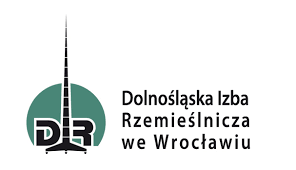 DIR
Dolnośląska Izba
Rzemieślnicza
we Wrocławiu